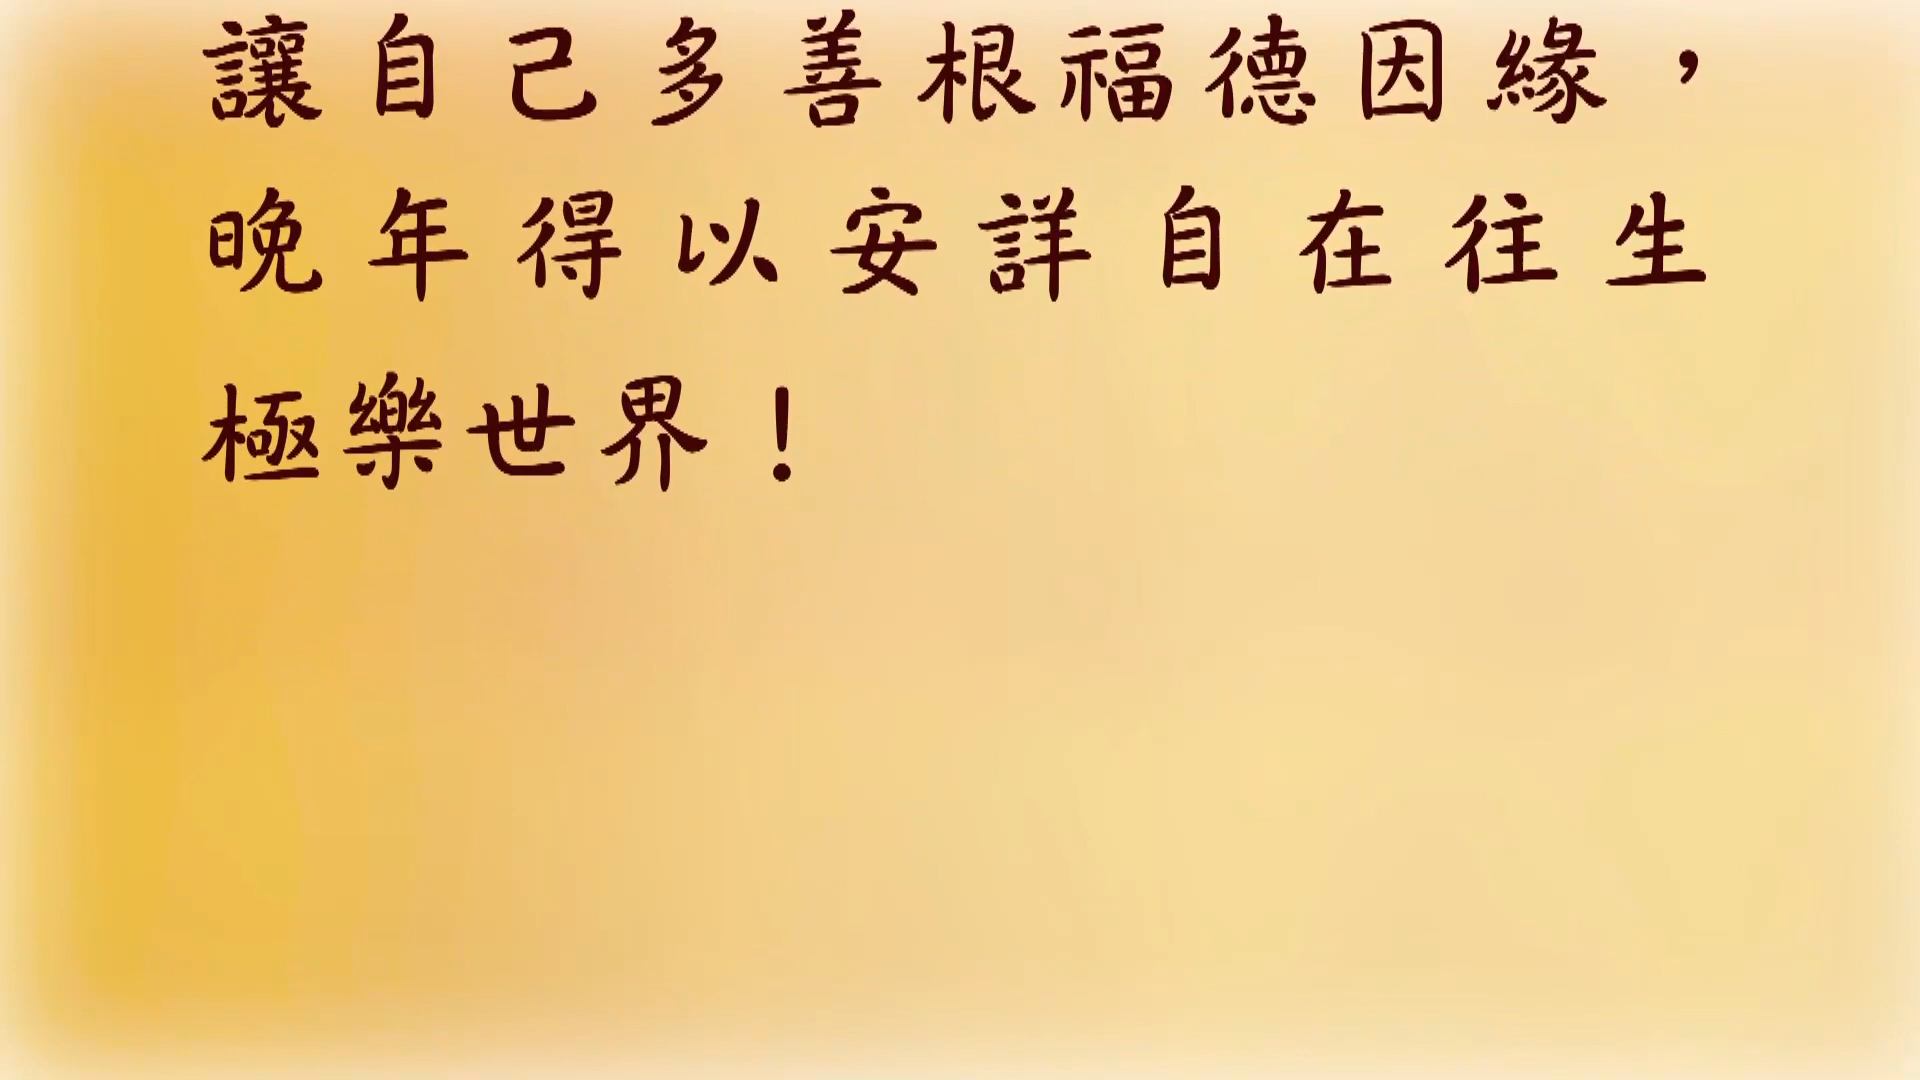 讓自己多善根福德因緣，
晚年得以安詳自在往生
極樂世界！